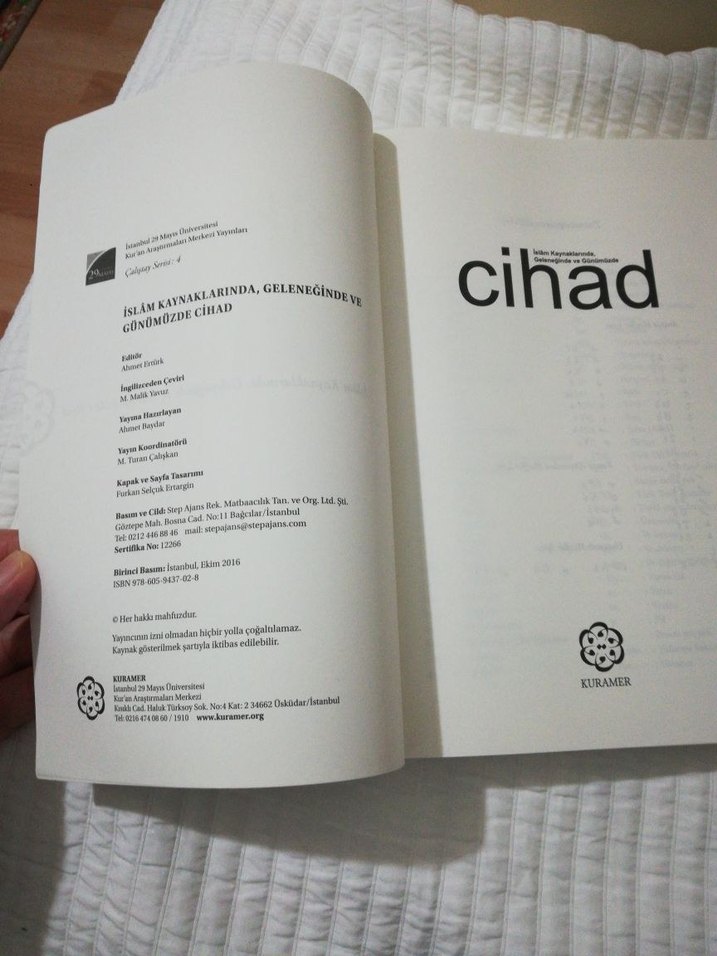 29 MAYIS
İstanbul 29 Mayıs Üniversitesi
Kur'an Araştırmaları Merkezi Yayınları
Çalıştay Serisi: 4
İSLÂM KAYNAKLARINDA, GELENEĞİNDE VE
GÜNÜMÜZDE CİHAD
Editör
Ahmet Ertürk
İngilizceden Çeviri
M. Malik Yavuz
Yayına Hazırlayan
Ahmet Baydar
Yayın Koordinatörü
M. Turan Çalışkan
Kapak ve Sayfa Tasarımı
Furkan Selçuk Ertargin
Basım ve Cild: Step Ajans Rek. Matbaacılık Tan. ve Org. Ltd. Şti.
Göztepe Mah. Bosna Cad. No:11 Bağcılar/İstanbul
Tel: 0212 446 88 46 mail: stepajans@stepajans.com
Sertifika No: 12266
Birinci Basım: İstanbul, Ekim 2016
ISBN 978-605-9437-02-8
© Her hakkı mahfuzdur.
Yayıncının izni olmadan hiçbir yolla çoğaltılamaz.
Kaynak gösterilmek şartıyla iktibas edilebilir.
KURAMER
İstanbul 29 Mayıs Üniversitesi
Kur'an Araştırmaları Merkezi
Kısıklı Cad. Haluk Türksoy Sok. No:4 Kat: 2 34662 Üsküdar/İstanbul
Tel: 0216 474 08 60 / 1910 www.kuramer.org
İslâm Kaynaklarında,
Geleneğinde ve Günümüzde
cihad
KURAMER